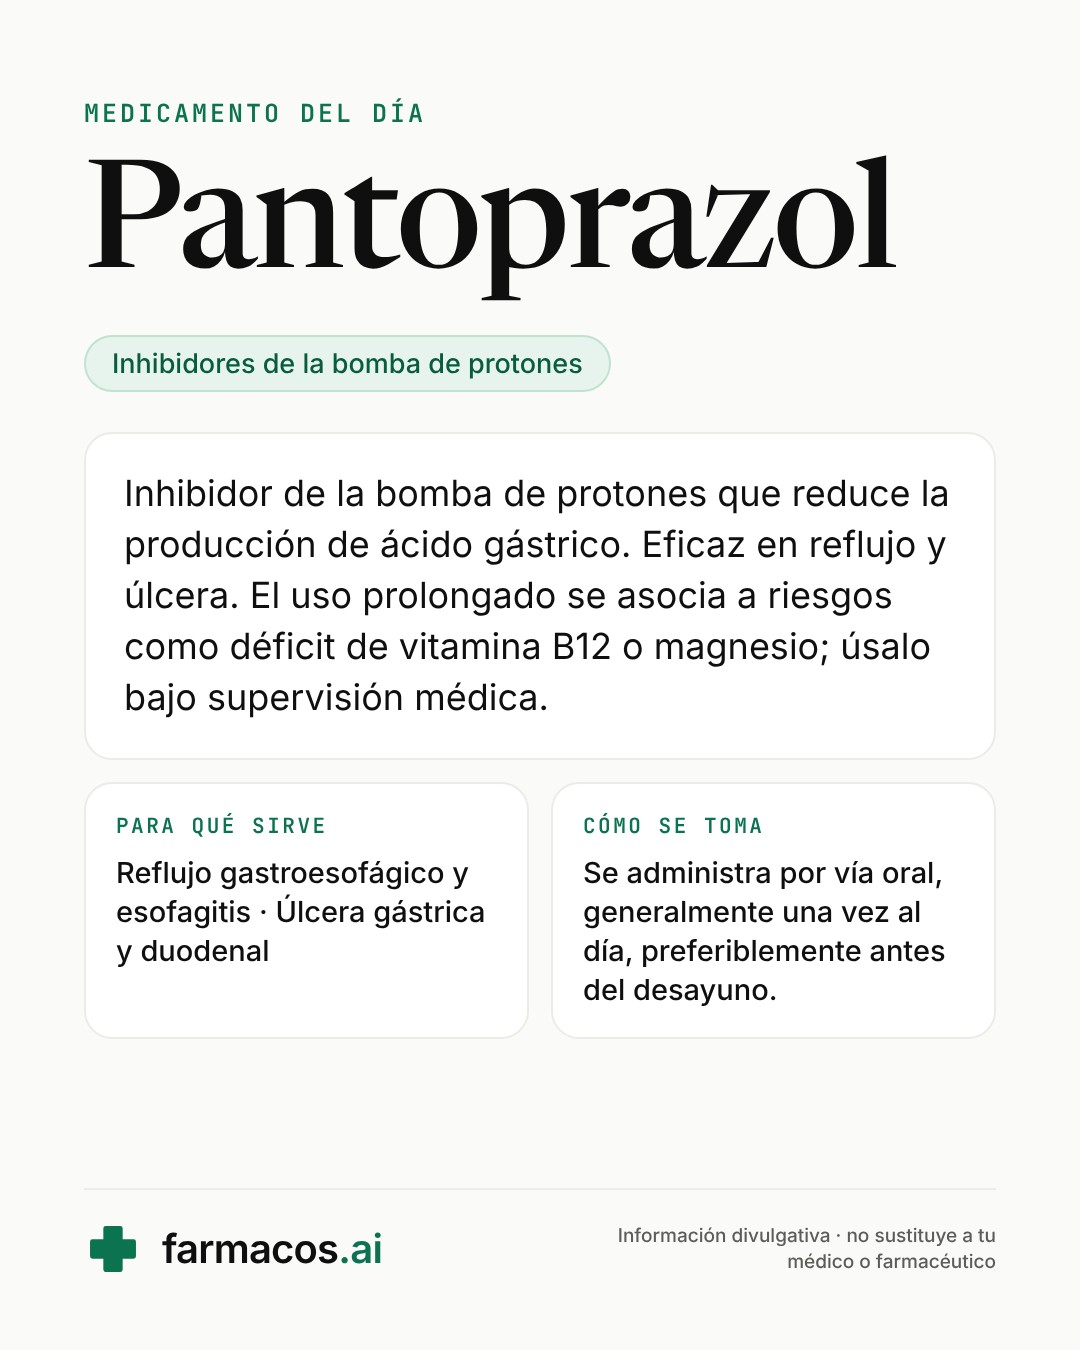 MEDICAMENTO DEL DÍA
Pantoprazol
Inhibidores de la bomba de protones
Inhibidor de la bomba de protones que reduce la
producción de ácido gástrico. Eficaz en reflujo y
úlcera. El uso prolongado se asocia a riesgos
como déficit de vitamina B12 o magnesio; úsalo
bajo supervisión médica.
PARA QUÉ SIRVE
Reflujo gastroesofágico y
esofagitis · Úlcera gástrica
y duodenal
CÓMO SE TOMA
Se administra por vía oral,
generalmente una vez al
día, preferiblemente antes
del desayuno.
farmacos.ai
Información divulgativa · no sustituye a tu
médico o farmacéutico